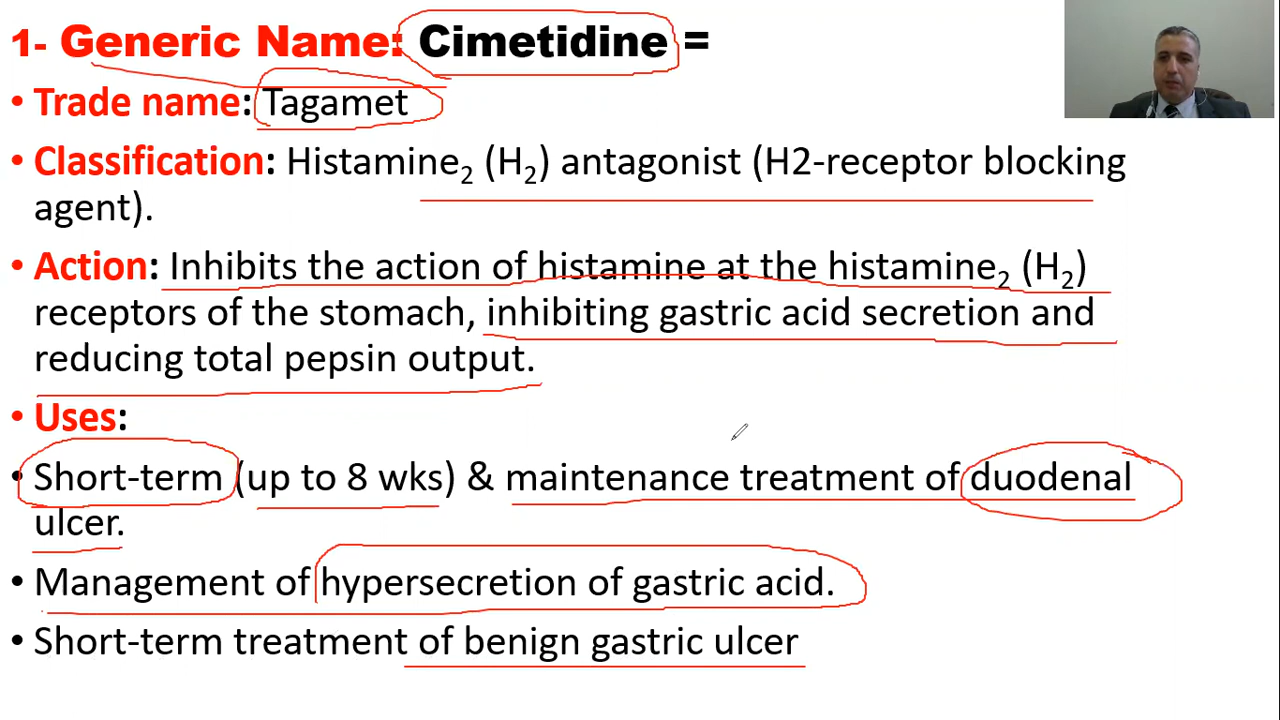 1- Generic Name: Cimetidine =
• Trade name: Tagamet
• Classification: Histamine₂ (H₂) antagonist (H2-receptor blocking
agent).
• Action: Inhibits the action of histamine at the histamine₂ (H₂)
receptors of the stomach, inhibiting gastric acid secretion and
reducing total pepsin output.
• Uses:
• Short-term (up to 8 wks) & maintenance treatment of duodenal
ulcer.
• Management of hypersecretion of gastric acid.
• Short-term treatment of benign gastric ulcer